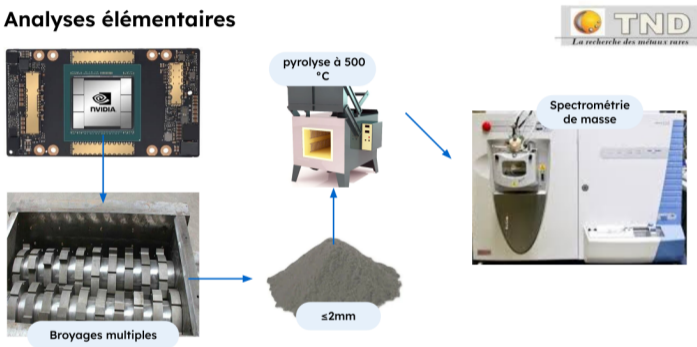 Analyses élémentaires
TND
La recherche des métaux rares
pyrolyse à 500
°C
Spectrométrie
de masse
NVIDIA
≤2mm
Broyages multiples